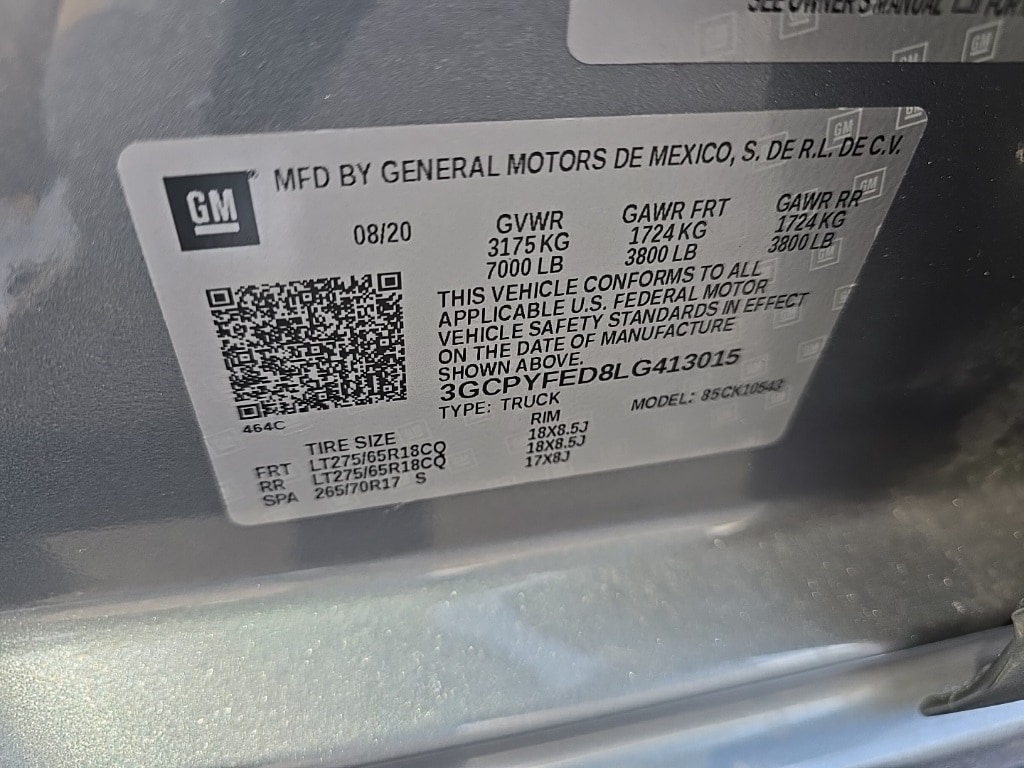 SEE OWNER'S MANUAL
GM
MFD BY GENERAL MOTORS DE MEXICO, S. DE R.L. DE C.V.
08/20
GVWR GAWR FRT GAWR RR
3175 KG 1724 KG 1724 KG
7000 LB 3800 LB 3800 LB
THIS VEHICLE CONFORMS TO ALL
APPLICABLE U.S. FEDERAL MOTOR
VEHICLE SAFETY STANDARDS IN EFFECT
ON THE DATE OF MANUFACTURE
SHOWN ABOVE.
3GCPYFED8LG413015
TYPE: TRUCK MODEL: 85CK10543
464C
TIRE SIZE RIM
FRT LT275/65R18CQ 18X8.5J
RR LT275/65R18CQ 18X8.5J
SPA 265/70R17 S 17X8J